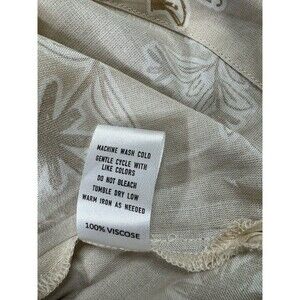 MACHINE WASH COLD
GENTLE CYCLE WITH
LIKE COLORS
DO NOT BLEACH
TUMBLE DRY LOW
WARM IRON AS NEEDED
100% VISCOSE